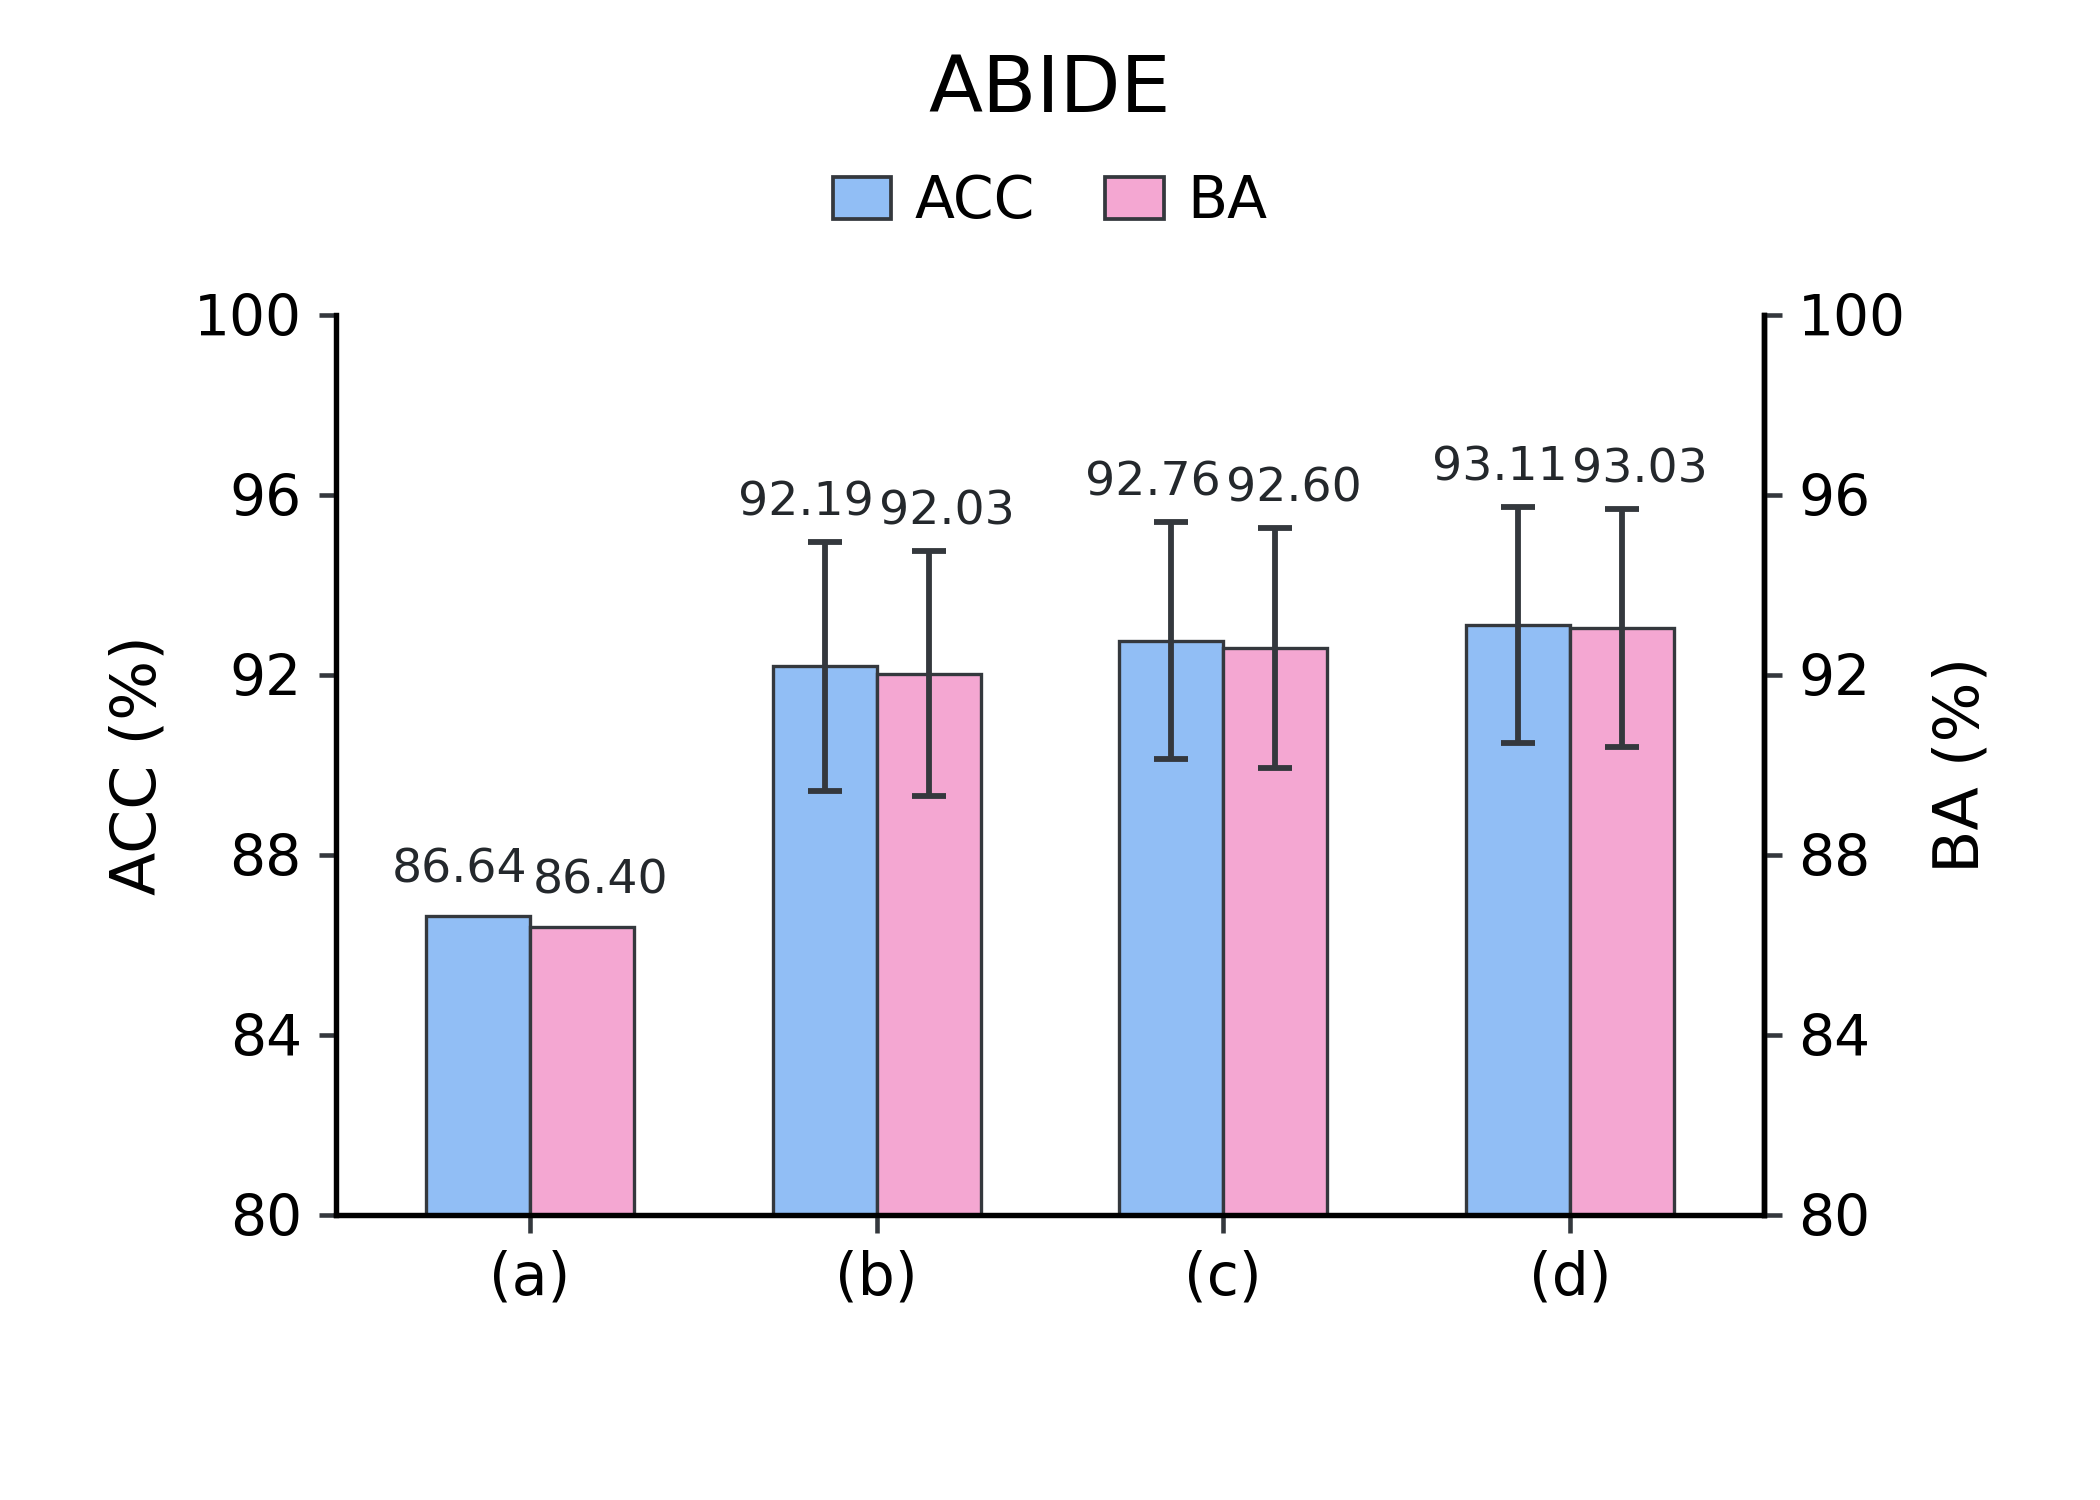 ABIDE
ACC BA
100 100
93.11 93.03
92.76 92.60
96 96
92.19 92.03
92 92
ACC (%) BA (%)
88 88
86.64 86.40
84 84
80 80
(a) (b) (c) (d)